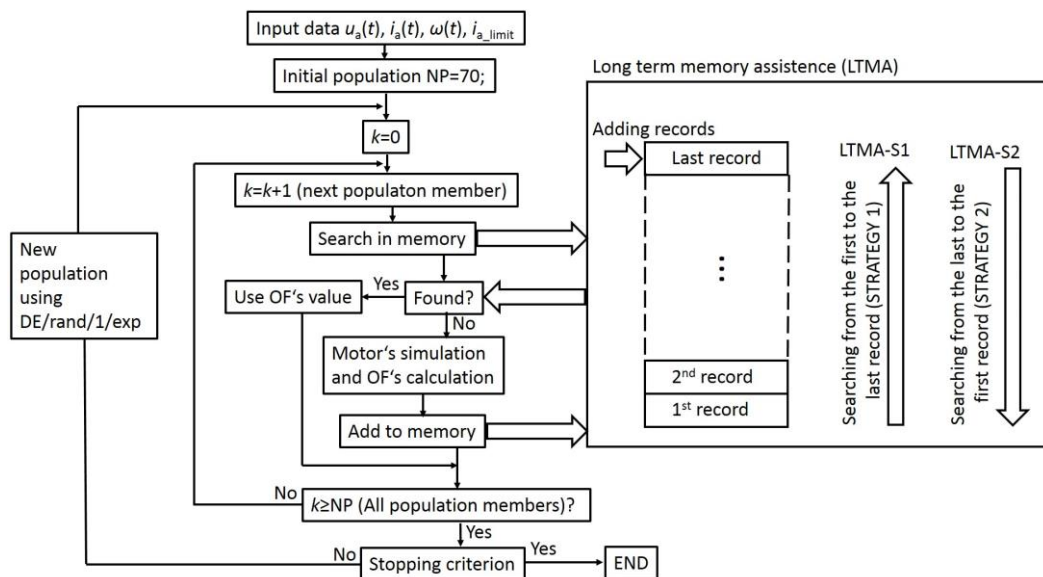 Input data uₐ(t), iₐ(t), ω(t), i_a_limit
Initial population NP=70;
k=0
k=k+1 (next populaton member)
Search in memory
Found?
Yes
Use OF‘s value
No
Motor‘s simulation
and OF‘s calculation
Add to memory
k≥NP (All population members)?
No
Yes
Stopping criterion
No
Yes
END
New
population
using
DE/rand/1/exp
Long term memory assistence (LTMA)
Adding records
Last record
...
2nd record
1st record
LTMA-S1
Searching from the first to the
last record (STRATEGY 1)
LTMA-S2
Searching from the last to the
first record (STRATEGY 2)